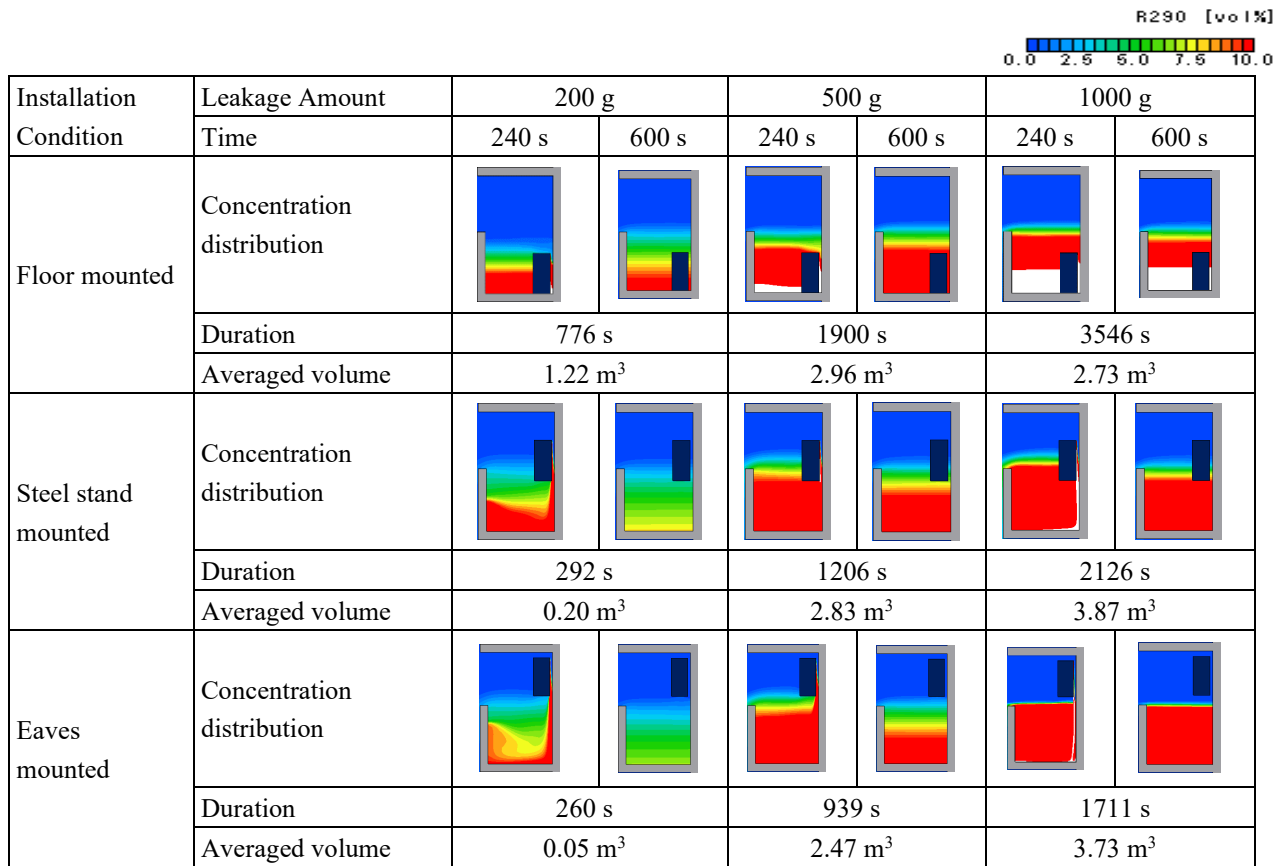 R290 [vol%]
0.0 2.5 5.0 7.5 10.0
Installation Condition Leakage Amount 200 g 500 g 1000 g
Time 240 s 600 s 240 s 600 s 240 s 600 s
Floor mounted Concentration distribution
Duration 776 s 1900 s 3546 s
Averaged volume 1.22 m³ 2.96 m³ 2.73 m³
Steel stand mounted Concentration distribution
Duration 292 s 1206 s 2126 s
Averaged volume 0.20 m³ 2.83 m³ 3.87 m³
Eaves mounted Concentration distribution
Duration 260 s 939 s 1711 s
Averaged volume 0.05 m³ 2.47 m³ 3.73 m³